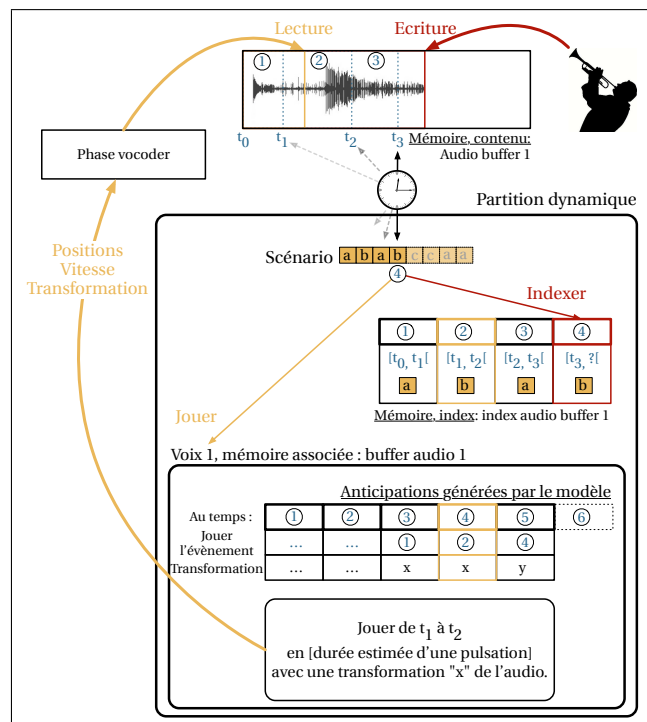 Lecture
Ecriture
1 2 3
t0 t1 t2 t3
Mémoire, contenu:
Audio buffer 1
Phase vocoder
Partition dynamique
Positions
Vitesse
Transformation
Scénario a b a b c c a a
4
Indexer
1 2 3 4
[t0, t1[ [t1, t2[ [t2, t3[ [t3, ?[
a b a b
Mémoire, index: index audio buffer 1
Jouer
Voix 1, mémoire associée : buffer audio 1
Anticipations générées par le modèle
Au temps : 1 2 3 4 5 6
Jouer
l'évènement ... ... 1 2 4
Transformation ... ... x x y
Jouer de t1 à t2
en [durée estimée d'une pulsation]
avec une transformation "x" de l'audio.